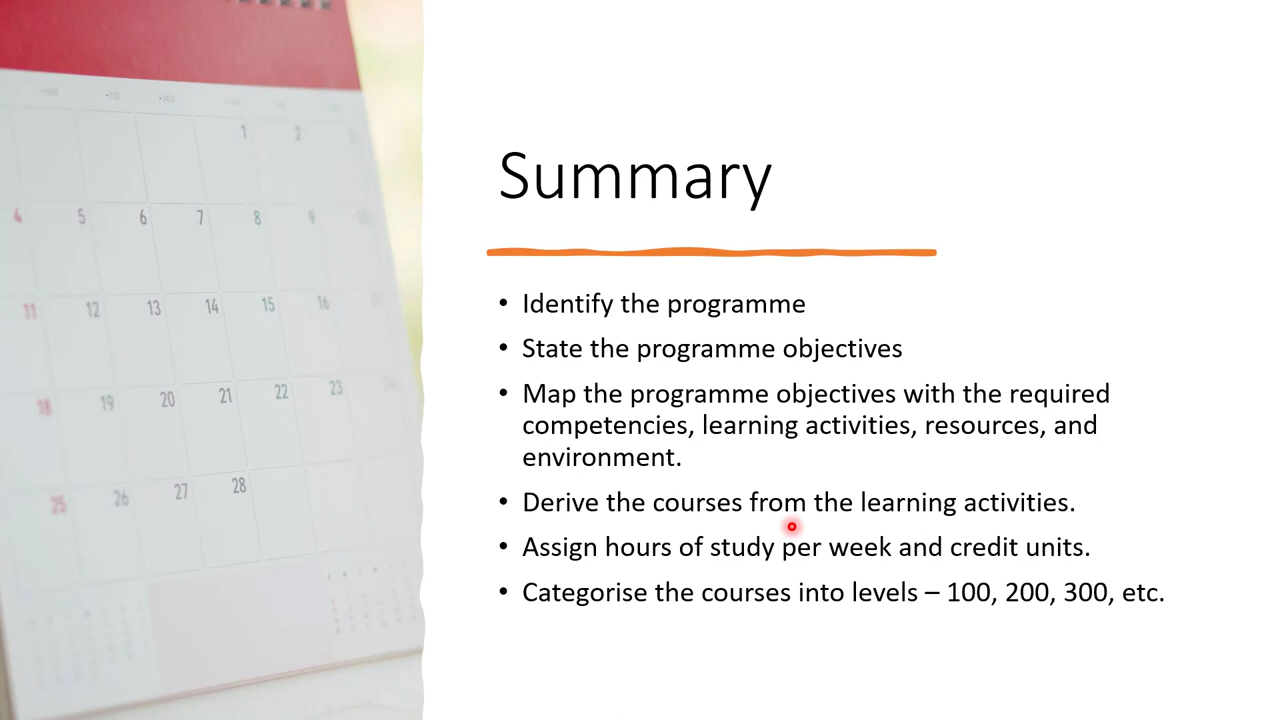 1 2
4 5 6 7 8 9
11 12 13 14 15 16
18 19 20 21 22 23
25 26 27 28
Summary
• Identify the programme
• State the programme objectives
• Map the programme objectives with the required
competencies, learning activities, resources, and
environment.
• Derive the courses from the learning activities.
• Assign hours of study per week and credit units.
• Categorise the courses into levels – 100, 200, 300, etc.